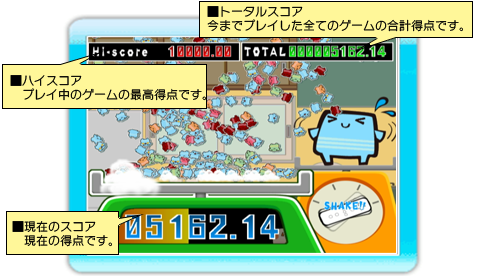 ■トータルスコア
今までプレイした全てのゲームの合計得点です。
Hi-score 10000.00 TOTAL 000005162.14
■ハイスコア
プレイ中のゲームの最高得点です。
SHAKE!!
■現在のスコア
現在の得点です。
05162.14